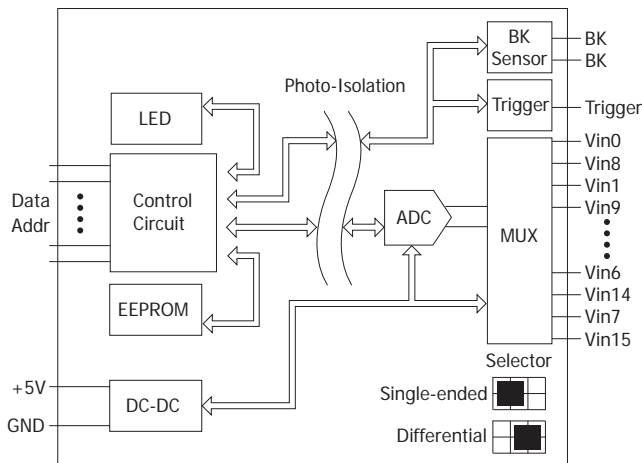 BK
Sensor
BK
BK
Photo-Isolation
LED
Trigger
Trigger
Vin0
Vin8
Vin1
Vin9
Data
Addr
Control
Circuit
ADC
MUX
EEPROM
Vin6
Vin14
Vin7
Vin15
Selector
+5V
GND
DC-DC
Single-ended
Differential